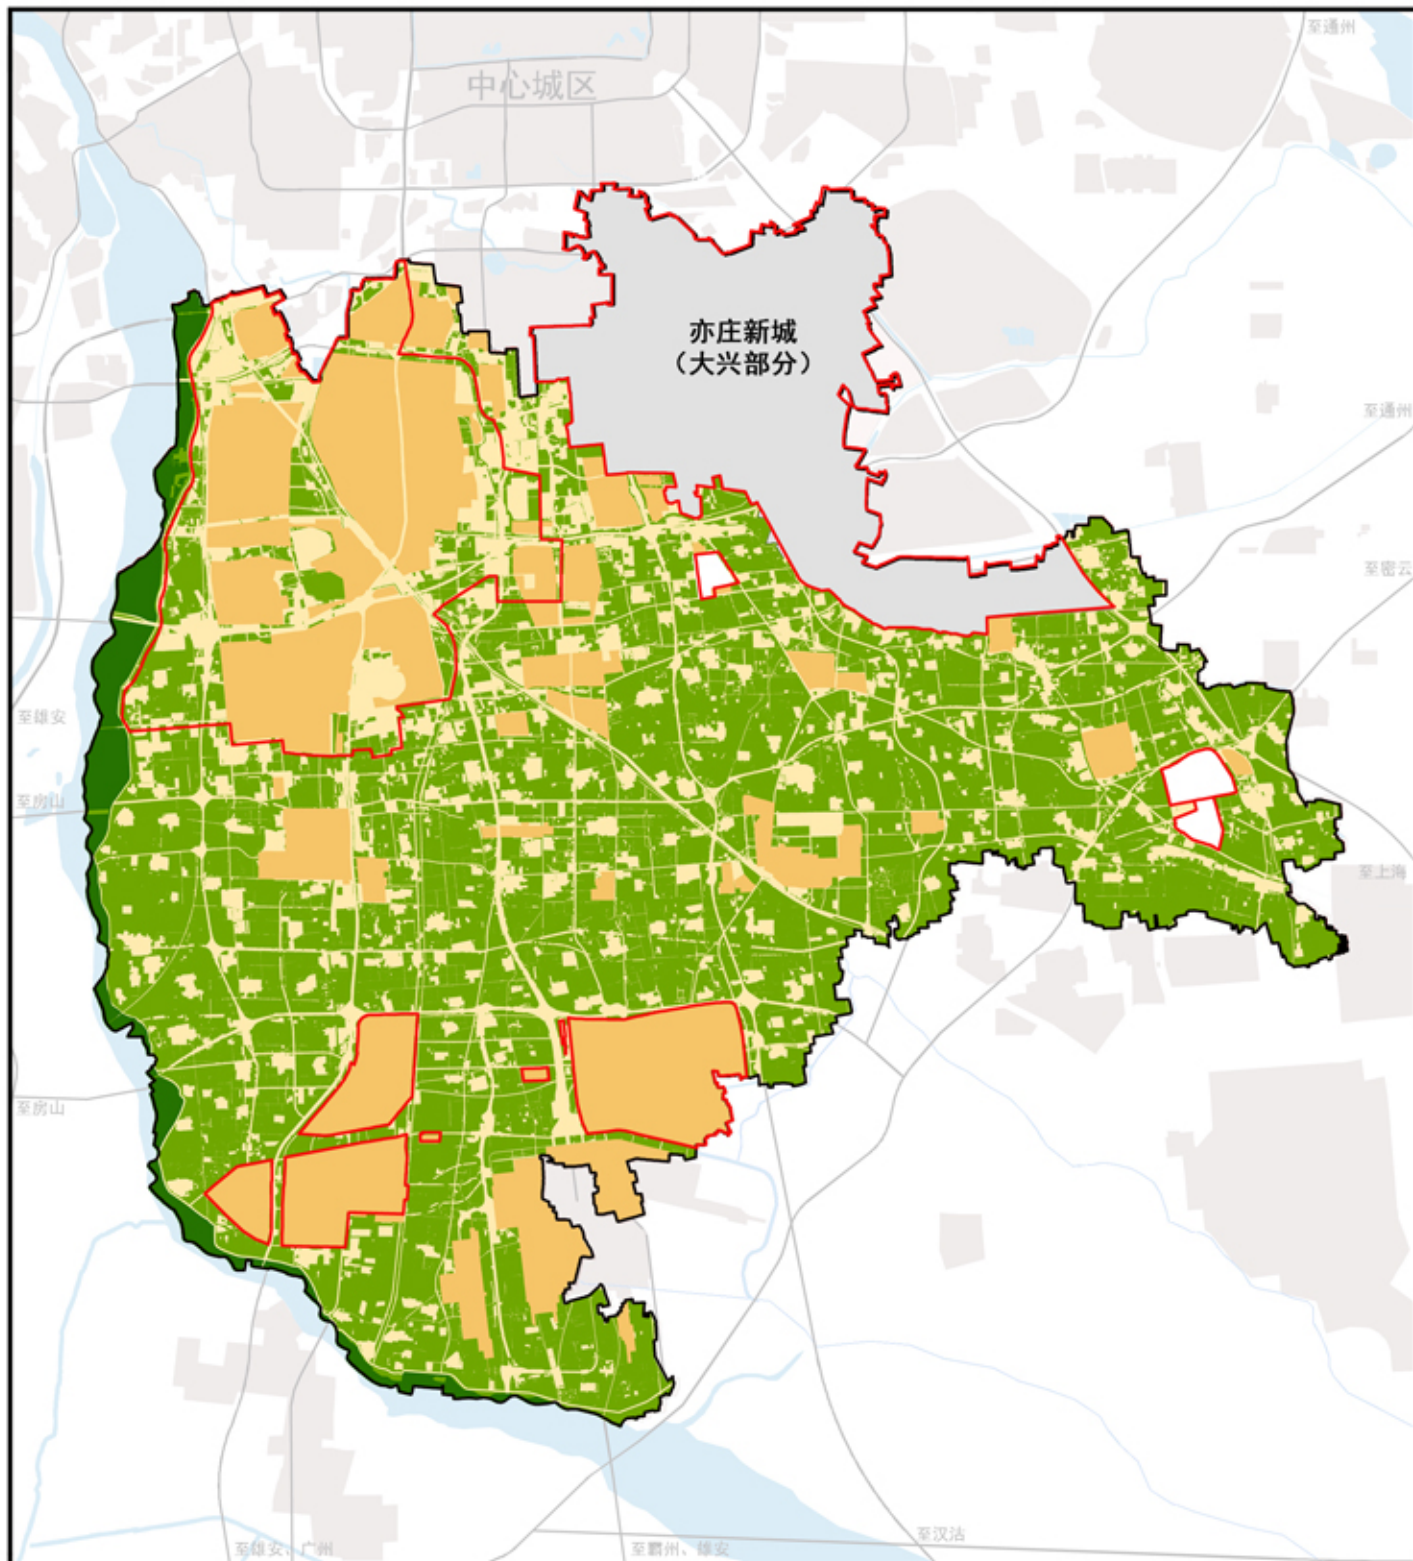 至通州
中心城区
亦庄新城
（大兴部分）
至通州
至密云
至雄安
至房山
至上海
至房山
至汉沽
至雄安、广州
至霸州、雄安